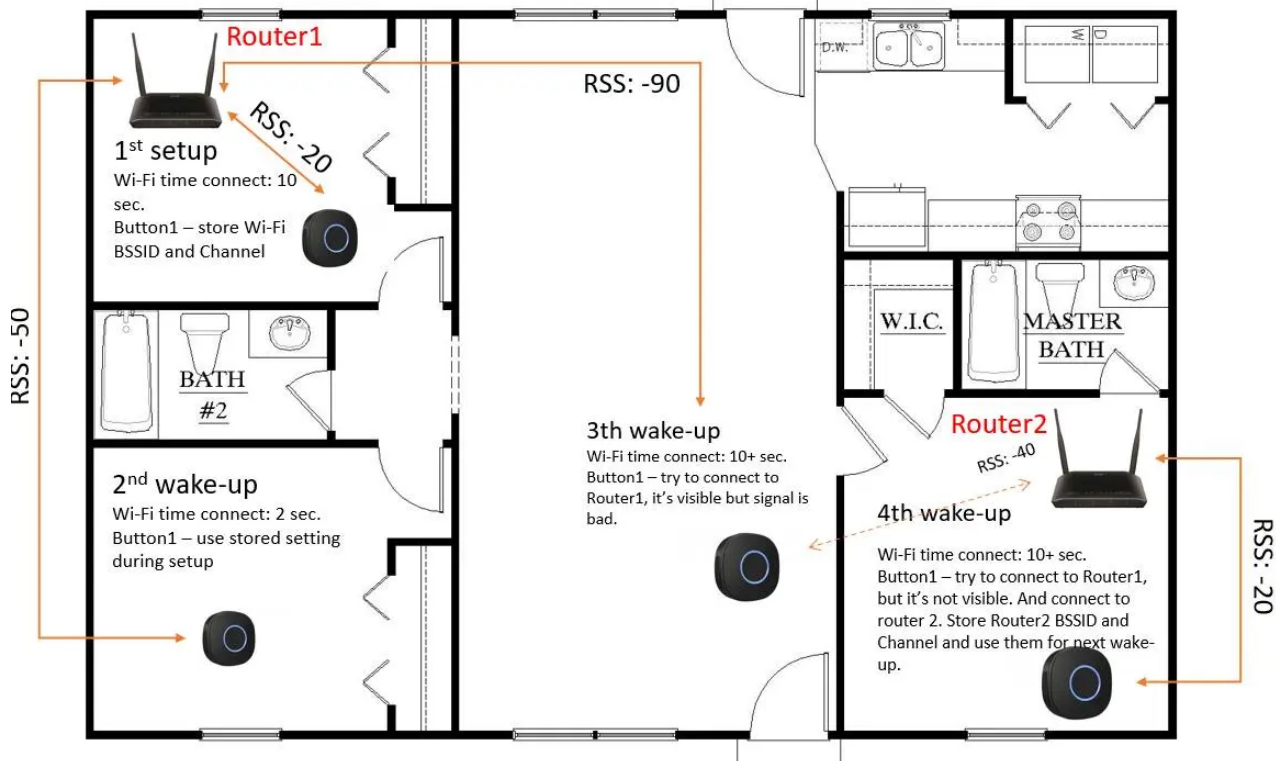 Router1
RSS: -90
D.W.
W
D
RSS: -20
1st setup
Wi-Fi time connect: 10
sec.
Button1 – store Wi-Fi
BSSID and Channel
RSS: -50
BATH
#2
W.I.C.
MASTER
BATH
2nd wake-up
Wi-Fi time connect: 2 sec.
Button1 – use stored setting
during setup
3th wake-up
Wi-Fi time connect: 10+ sec.
Button1 – try to connect to
Router1, it's visible but signal is
bad.
Router2
RSS: -40
4th wake-up
Wi-Fi time connect: 10+ sec.
Button1 – try to connect to Router1,
but it's not visible. And connect to
router 2. Store Router2 BSSID and
Channel and use them for next wake-
up.
RSS: -20